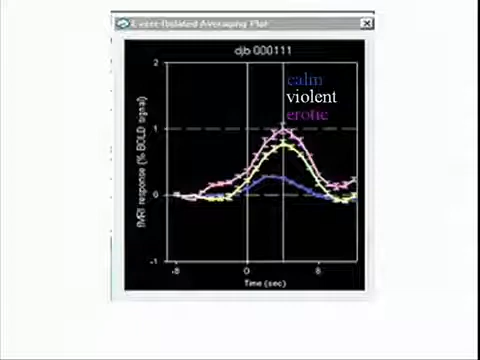 Event-Related Averaging Plot
djb 000111
2
calm
violent
erotic
1
fMRI response (% BOLD signal)
0
-1
-8
0
8
Time (sec)